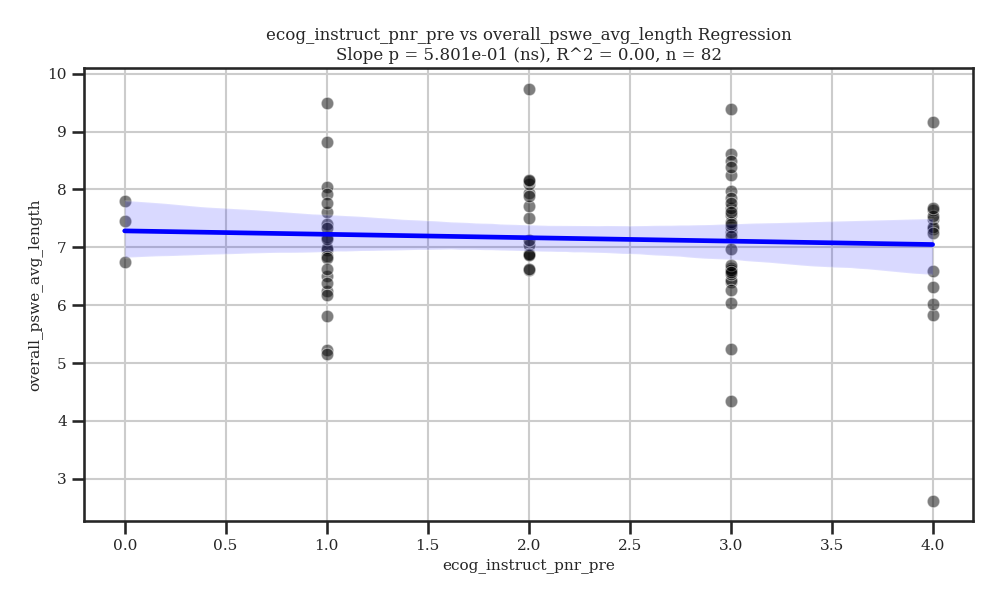 ecog_instruct_pnr_pre vs overall_pswe_avg_length Regression
Slope p = 5.801e-01 (ns), R^2 = 0.00, n = 82
overall_pswe_avg_length
10
9
8
7
6
5
4
3
0.0 0.5 1.0 1.5 2.0 2.5 3.0 3.5 4.0
ecog_instruct_pnr_pre